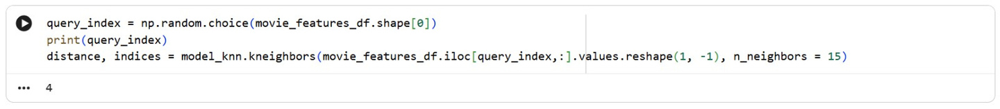 query_index = np.random.choice(movie_features_df.shape[0])
print(query_index)
distance, indices = model_knn.kneighbors(movie_features_df.iloc[query_index,:].values.reshape(1, -1), n_neighbors = 15)
4